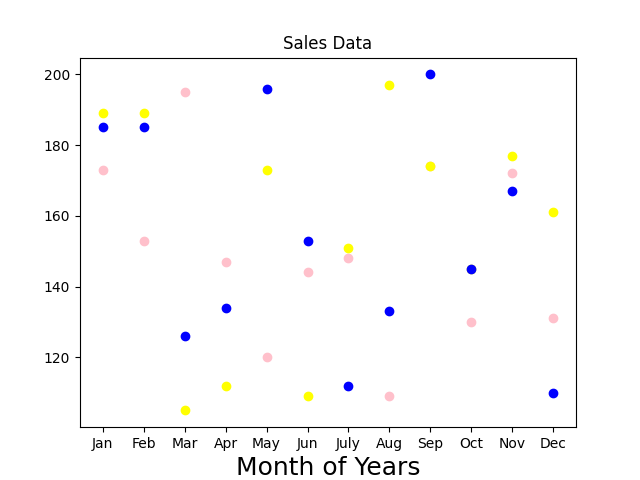 Sales Data
200
180
160
140
120
Jan Feb Mar Apr May Jun July Aug Sep Oct Nov Dec
Month of Years